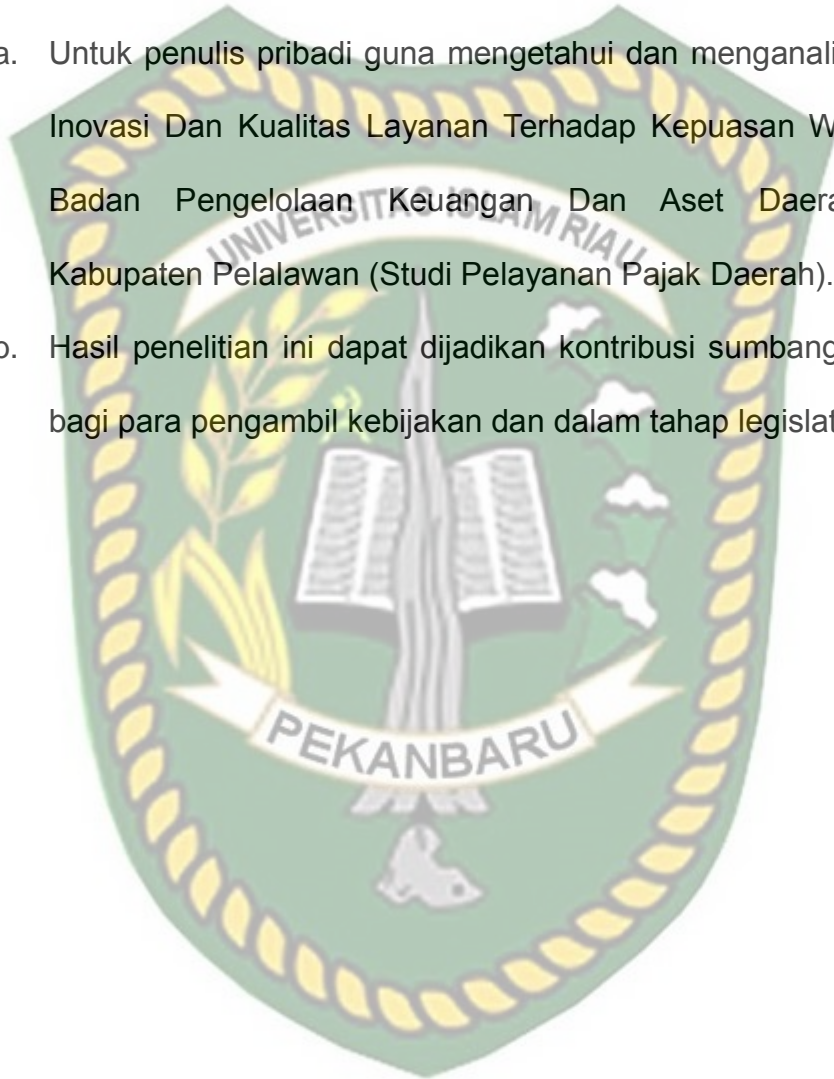 a. Untuk penulis pribadi guna mengetahui dan menganali
Inovasi Dan Kualitas Layanan Terhadap Kepuasan W
Badan Pengelolaan Keuangan Dan Aset Daera
Kabupaten Pelalawan (Studi Pelayanan Pajak Daerah).
b. Hasil penelitian ini dapat dijadikan kontribusi sumbang
bagi para pengambil kebijakan dan dalam tahap legislat
UNIVERSITAS ISLAM RIAU
PEKANBARU